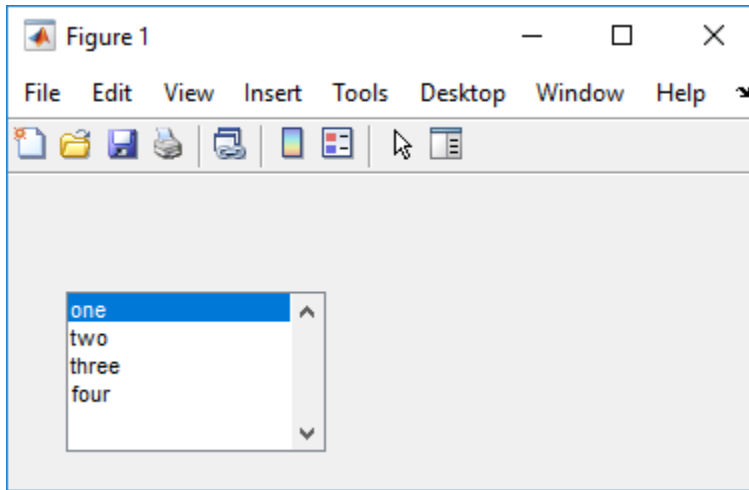 Figure 1
File Edit View Insert Tools Desktop Window Help
one
two
three
four